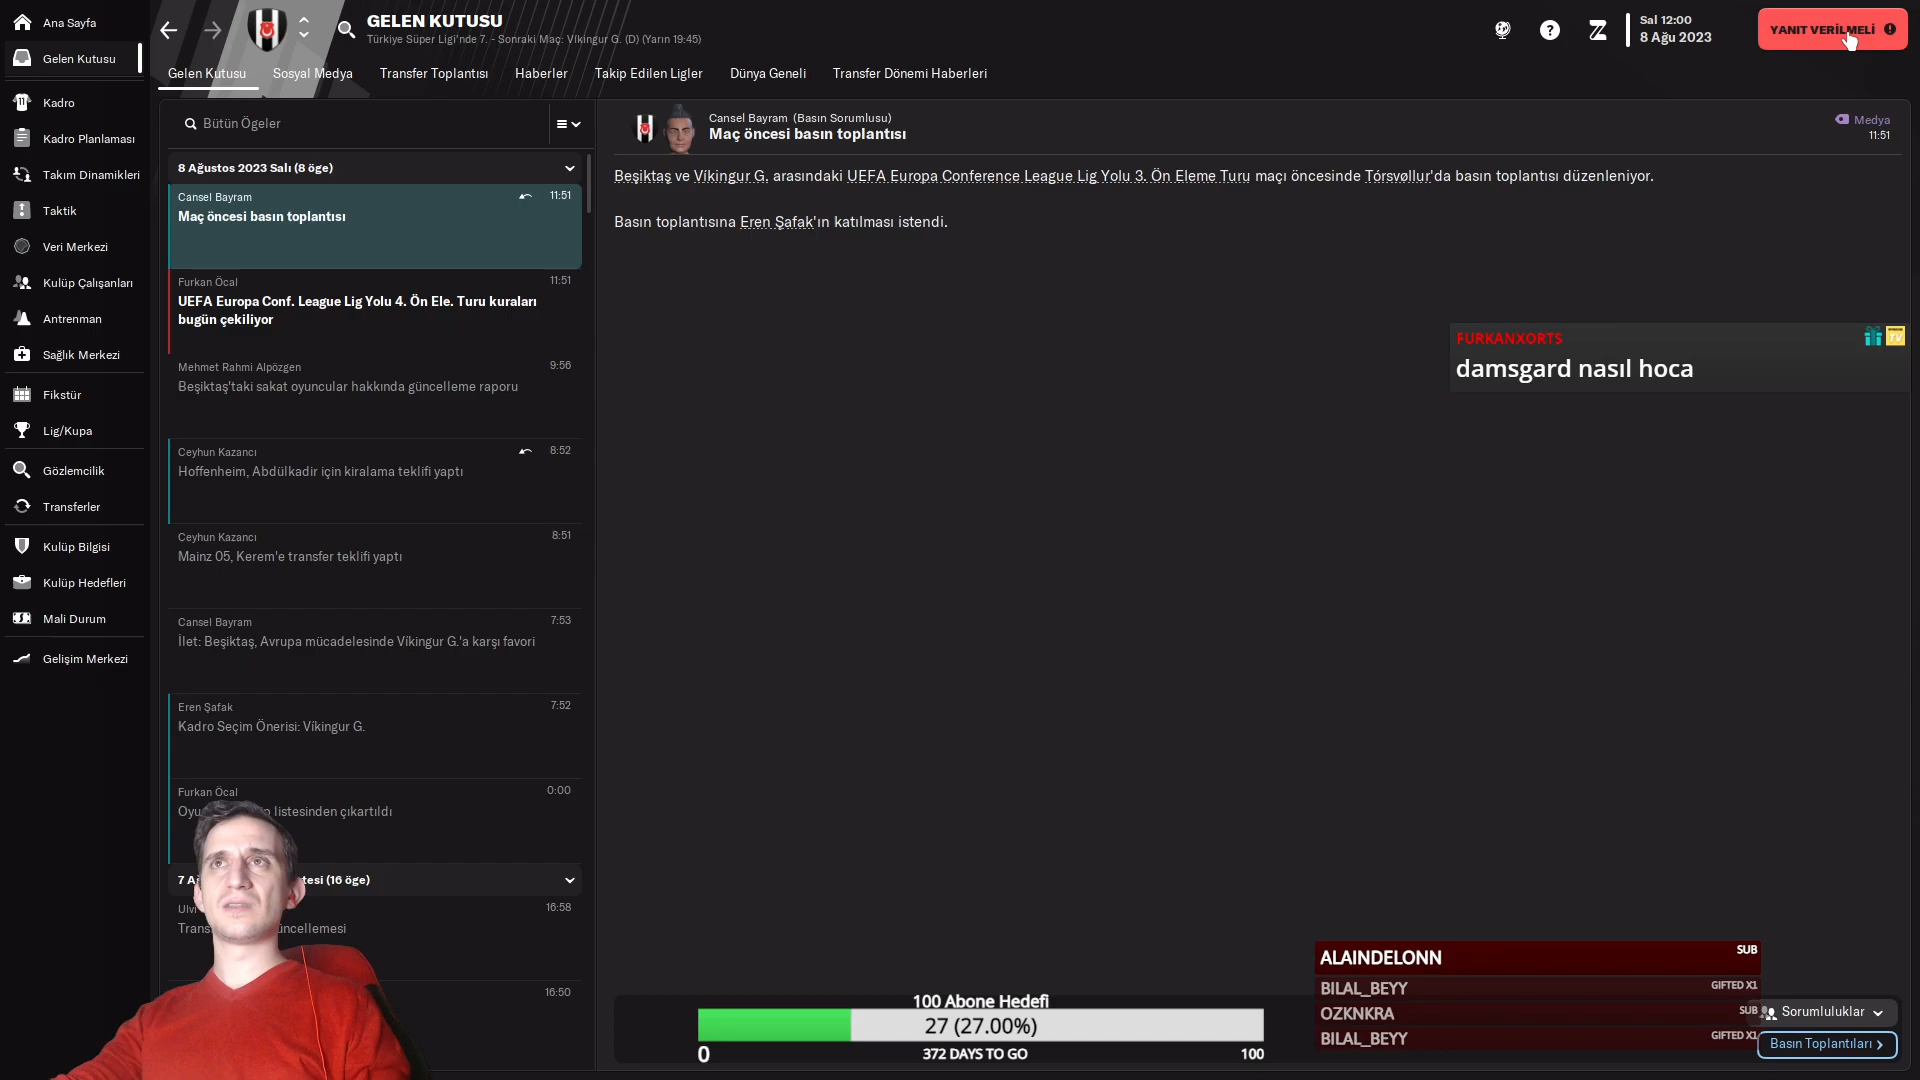 Ana Sayfa
Gelen Kutusu
Kadro
Kadro Planlaması
Takım Dinamikleri
Taktik
Veri Merkezi
Kulüp Çalışanları
Antrenman
Sağlık Merkezi
Fikstür
Lig/Kupa
Gözlemcilik
Transferler
Kulüp Bilgisi
Kulüp Hedefleri
Mali Durum
Gelişim Merkezi
GELEN KUTUSU
Türkiye Süper Ligi'nde 7. - Sonraki Maç: Víkingur G. (D) (Yarın 19:45)
Sal 12:00
8 Ağu 2023
YANIT VERİLMELİ
Gelen Kutusu Sosyal Medya Transfer Toplantısı Haberler Takip Edilen Ligler Dünya Geneli Transfer Dönemi Haberleri
Bütün Ögeler
8 Ağustos 2023 Salı (8 öge)
Cansel Bayram 11:51
Maç öncesi basın toplantısı
Furkan Öcal 11:51
UEFA Europa Conf. League Lig Yolu 4. Ön Ele. Turu kuraları
bugün çekiliyor
Mehmet Rahmi Alpözgen 9:56
Beşiktaş'taki sakat oyuncular hakkında güncelleme raporu
Ceyhun Kazancı 8:52
Hoffenheim, Abdülkadir için kiralama teklifi yaptı
Ceyhun Kazancı 8:51
Mainz 05, Kerem'e transfer teklifi yaptı
Cansel Bayram 7:53
İlet: Beşiktaş, Avrupa mücadelesinde Víkingur G.'a karşı favori
Eren Şafak 7:52
Kadro Seçim Önerisi: Víkingur G.
Furkan Öcal 0:00
listesinden çıkartıldı
(16 öge)
16:58
16:50
Cansel Bayram (Basın Sorumlusu)
Maç öncesi basın toplantısı
Medya
11:51
Beşiktaş ve Víkingur G. arasındaki UEFA Europa Conference League Lig Yolu 3. Ön Eleme Turu maçı öncesinde Tórsvøllur'da basın toplantısı düzenleniyor.
Basın toplantısına Eren Şafak'ın katılması istendi.
FURKANXORTS
TV
damsgard nasıl hoca
ALAINDELONN SUB
BILAL_BEYY GIFTED X1
OZKNKRA SUB
BILAL_BEYY GIFTED X1
100 Abone Hedefi
27 (27.00%)
0 372 DAYS TO GO 100
Sorumluluklar
Basın Toplantıları